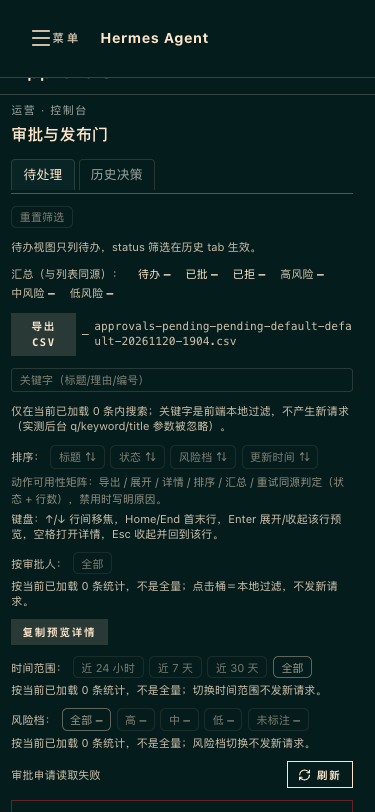 菜单
Hermes Agent
运营 · 控制台
审批与发布门
待处理 历史决策
重置筛选
待办视图只列待办，status 筛选在历史 tab 生效。
汇总（与列表同源）： 待办 – 已批 – 已拒 – 高风险 –
中风险 – 低风险 –
导出
CSV
– approvals-pending-pending-default-defa
ult-20261120-1904.csv
关键字（标题/理由/编号）
仅在当前已加载 0 条内搜索；关键字是前端本地过滤，不产生新请求
（实测后台 q/keyword/title 参数被忽略）。
排序： 标题 ⇅ 状态 ⇅ 风险档 ⇅ 更新时间 ⇅
动作可用性矩阵：导出 / 展开 / 详情 / 排序 / 汇总 / 重试同源判定（状
态 + 行数），禁用时写明原因。
键盘：↑/↓ 行间移焦，Home/End 首末行，Enter 展开/收起该行预
览，空格打开详情，Esc 收起并回到该行。
按审批人： 全部
按当前已加载 0 条统计，不是全量；点击桶＝本地过滤，不发新请
求。
复制预览详情
时间范围： 近 24 小时 近 7 天 近 30 天 全部
按当前已加载 0 条统计，不是全量；切换时间范围不发新请求。
风险档： 全部 – 高 – 中 – 低 – 未标注 –
按当前已加载 0 条统计，不是全量；风险档切换不发新请求。
审批申请读取失败
刷新